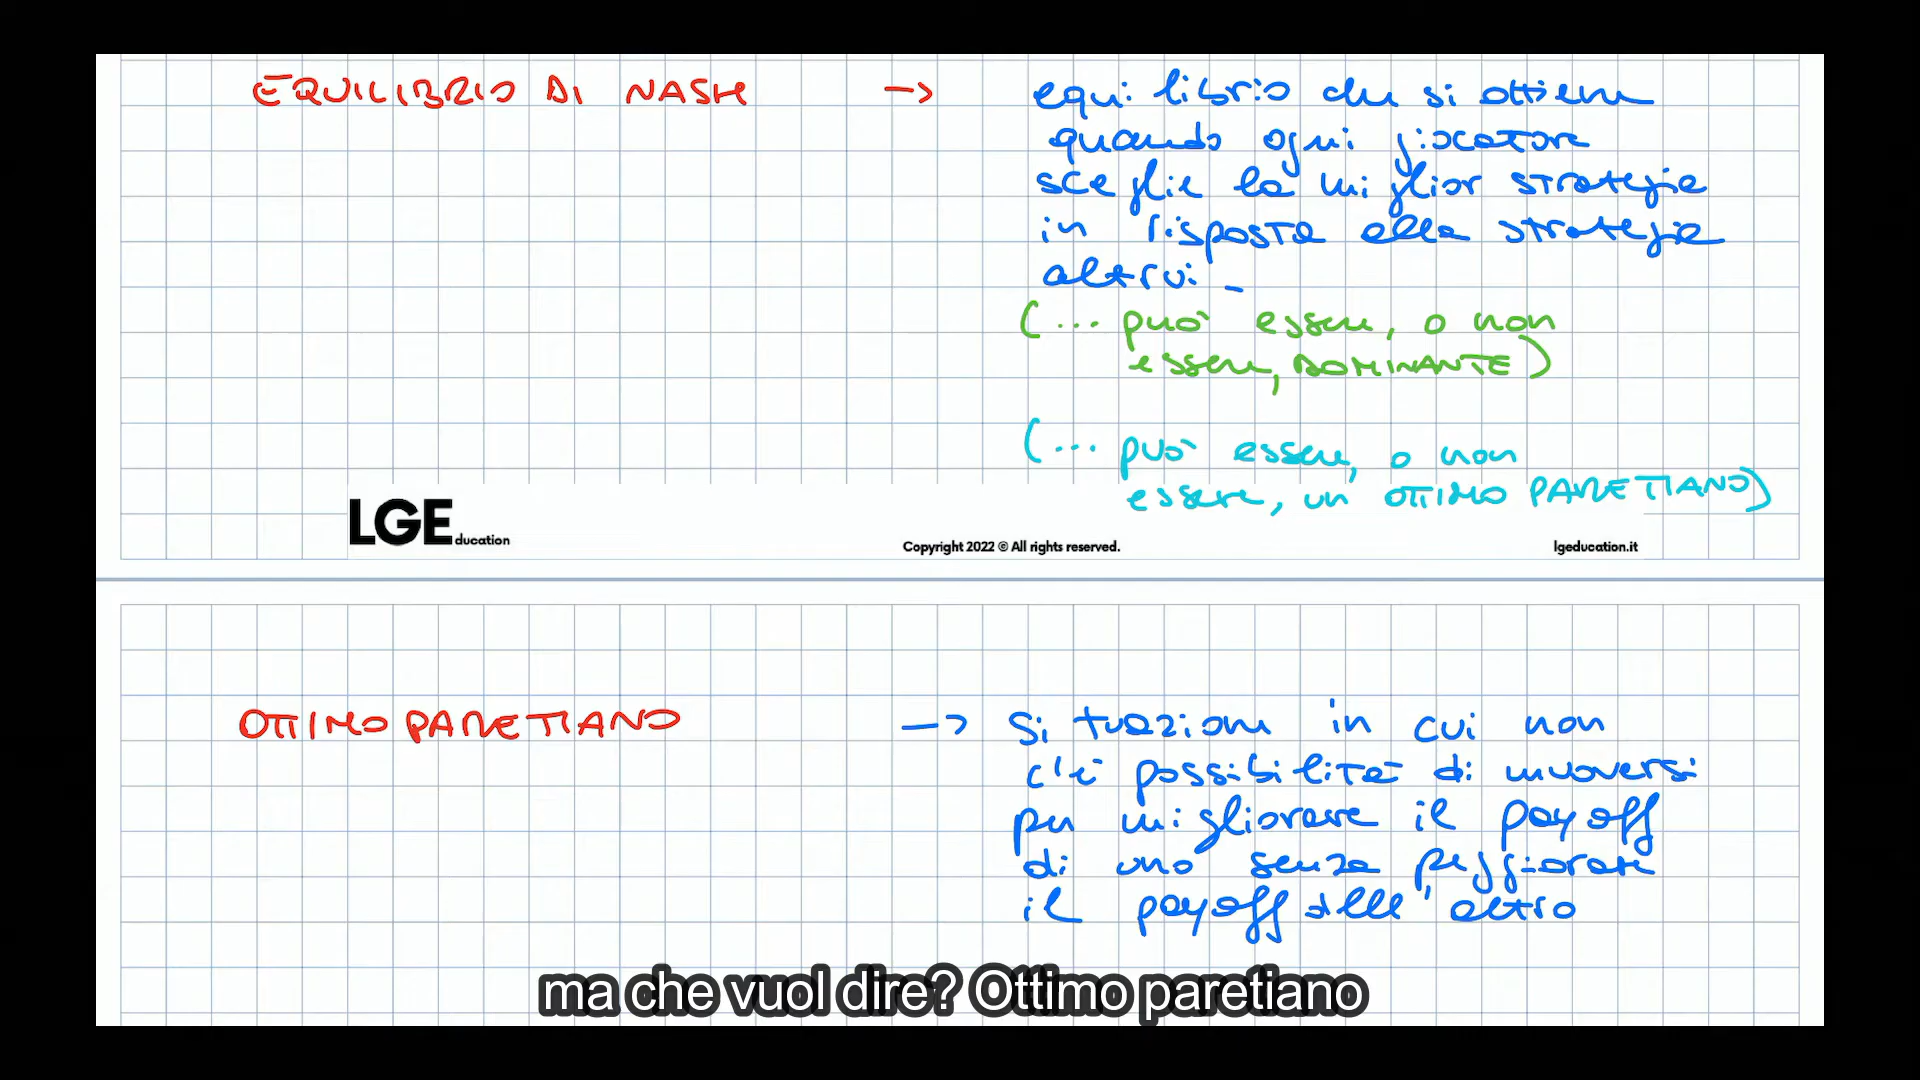 EQUILIBRIO DI NASH → equilibrio che si ottiene
quando ogni giocatore
sceglie la miglior strategia
in risposta alla strategia
altrui -
(... può essere, o non
essere, DOMINANTE)
(... può essere, o non
essere, un OTTIMO PARETIANO)
LGEducation
Copyright 2022 © All rights reserved.
lgeducation.it
OTTIMO PARETIANO → Situazione in cui non
c'è possibilità di muoversi
per migliorare il payoff
di uno senza peggiorare
il payoff dell'altro
ma che vuol dire? Ottimo paretiano